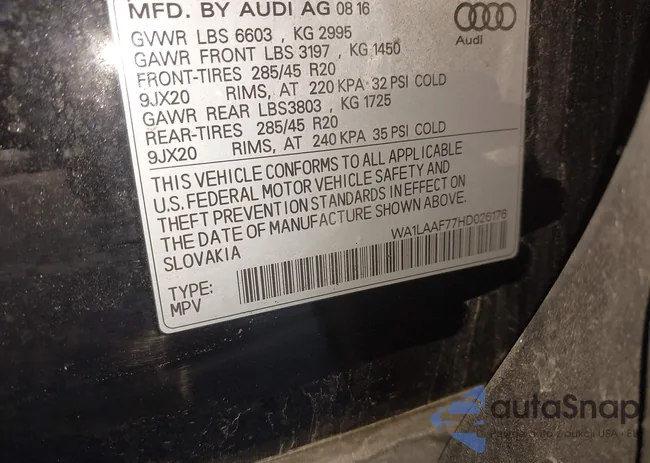 MFD. BY AUDI AG 08 16
Audi
GVWR LBS 6603 , KG 2995
GAWR FRONT LBS 3197 , KG 1450
FRONT-TIRES 285/45 R20
9JX20 RIMS, AT 220 KPA 32 PSI COLD
GAWR REAR LBS3803 , KG 1725
REAR-TIRES 285/45 R20
9JX20 RIMS, AT 240 KPA 35 PSI COLD
THIS VEHICLE CONFORMS TO ALL APPLICABLE
U.S. FEDERAL MOTOR VEHICLE SAFETY AND
THEFT PREVENTION STANDARDS IN EFFECT ON
THE DATE OF MANUFACTURE SHOWN ABOVE.
SLOVAKIA
WA1LAAF77HD026178
TYPE:
MPV
autaSnap